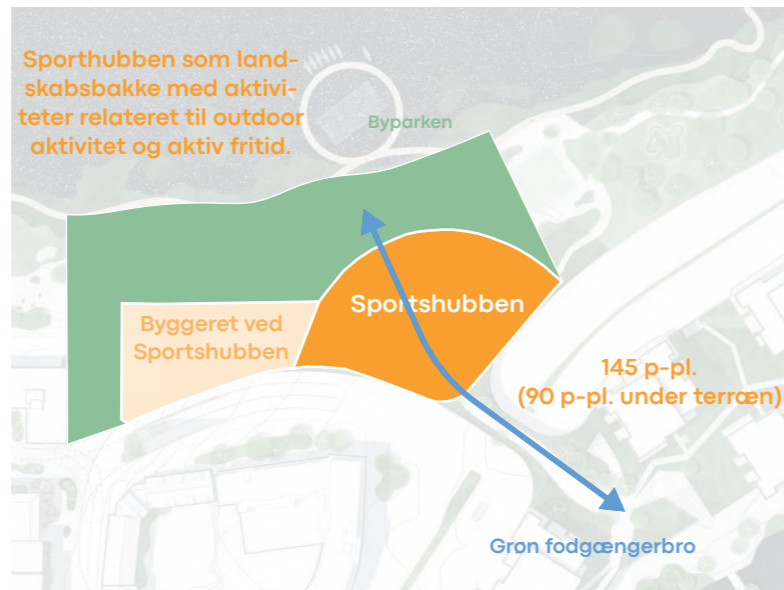 Sporthubben som land-
skabsbakke med aktivi-
teter relateret til outdoor
aktivitet og aktiv fritid.
Byparken
Sportshubben
Byggeret ved
Sportshubben
145 p-pl.
(90 p-pl. under terræn)
Grøn fodgængerbro